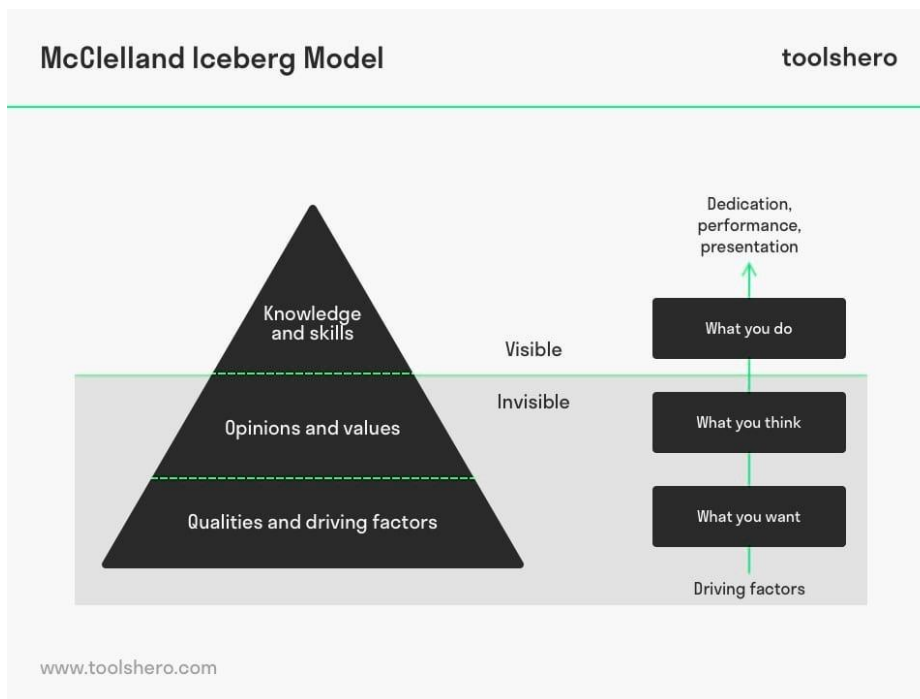 McClelland Iceberg Model
toolshero
Knowledge
and skills
Opinions and values
Qualities and driving factors
Visible
Invisible
Dedication,
performance,
presentation
What you do
What you think
What you want
Driving factors
www.toolshero.com